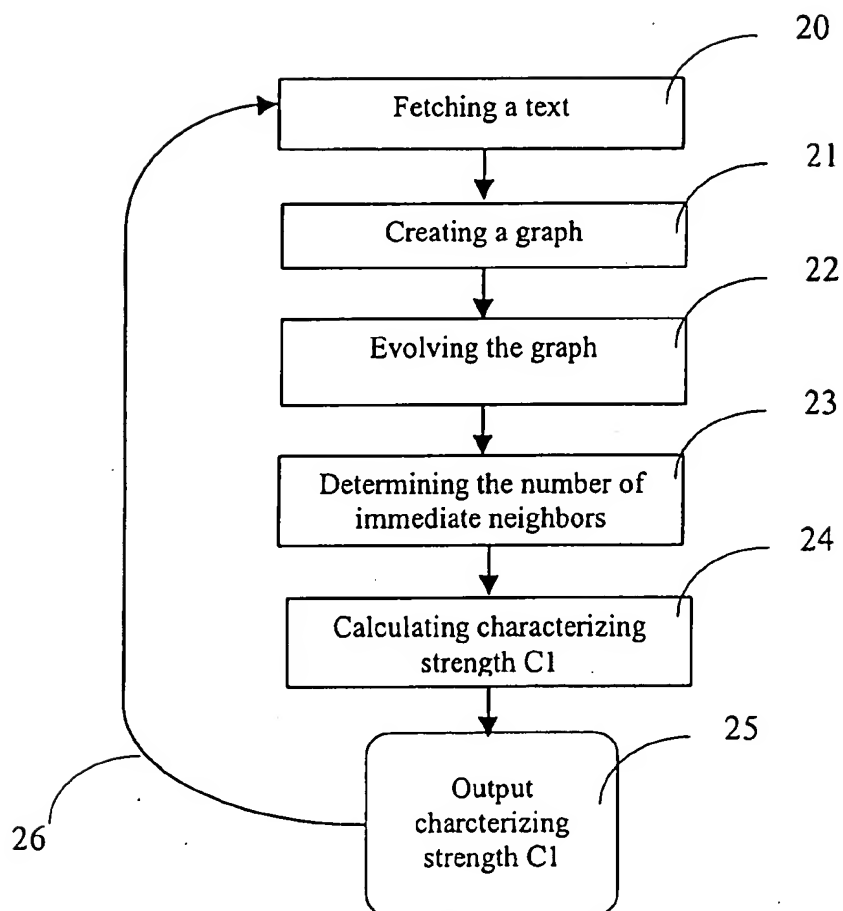 20
Fetching a text
21
Creating a graph
22
Evolving the graph
23
Determining the number of
immediate neighbors
24
Calculating characterizing
strength C1
25
Output
charcterizing
strength C1
26